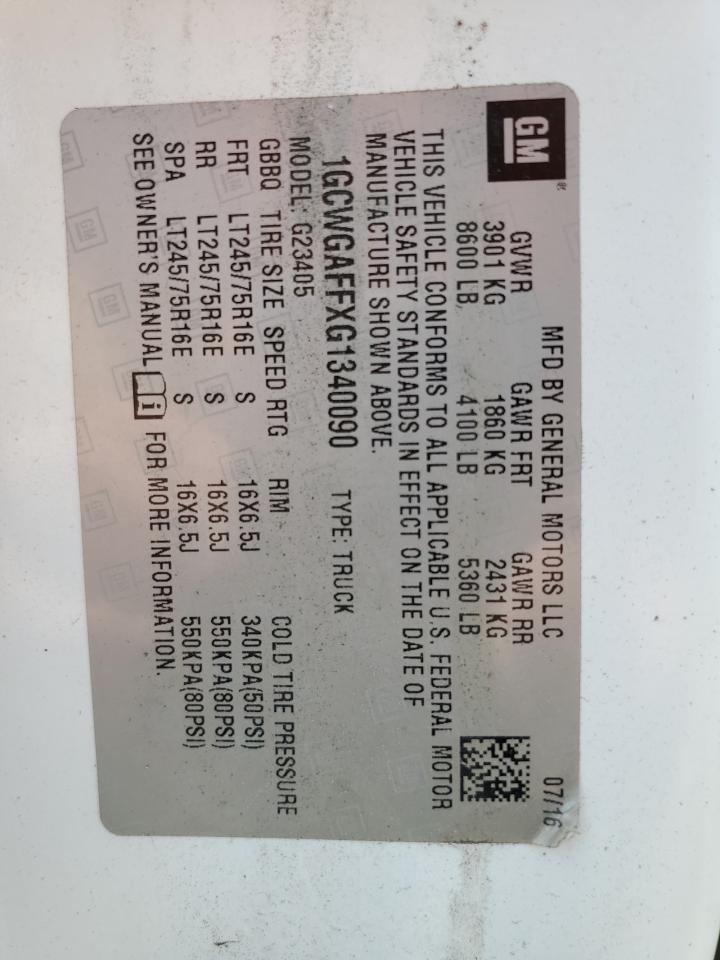 GM
MFD BY GENERAL MOTORS LLC 07/16
GVWR GAWR FRT GAWR RR
3901 KG 1860 KG 2431 KG
8600 LB 4100 LB 5360 LB
THIS VEHICLE CONFORMS TO ALL APPLICABLE U.S. FEDERAL MOTOR
VEHICLE SAFETY STANDARDS IN EFFECT ON THE DATE OF
MANUFACTURE SHOWN ABOVE.
1GCWGAFFXG1340090 TYPE: TRUCK
MODEL: G23405
GBBQ TIRE SIZE SPEED RTG RIM COLD TIRE PRESSURE
FRT LT245/75R16E S 16X6.5J 340KPA(50PSI)
RR LT245/75R16E S 16X6.5J 550KPA(80PSI)
SPA LT245/75R16E S 16X6.5J 550KPA(80PSI)
SEE OWNER'S MANUAL i FOR MORE INFORMATION.